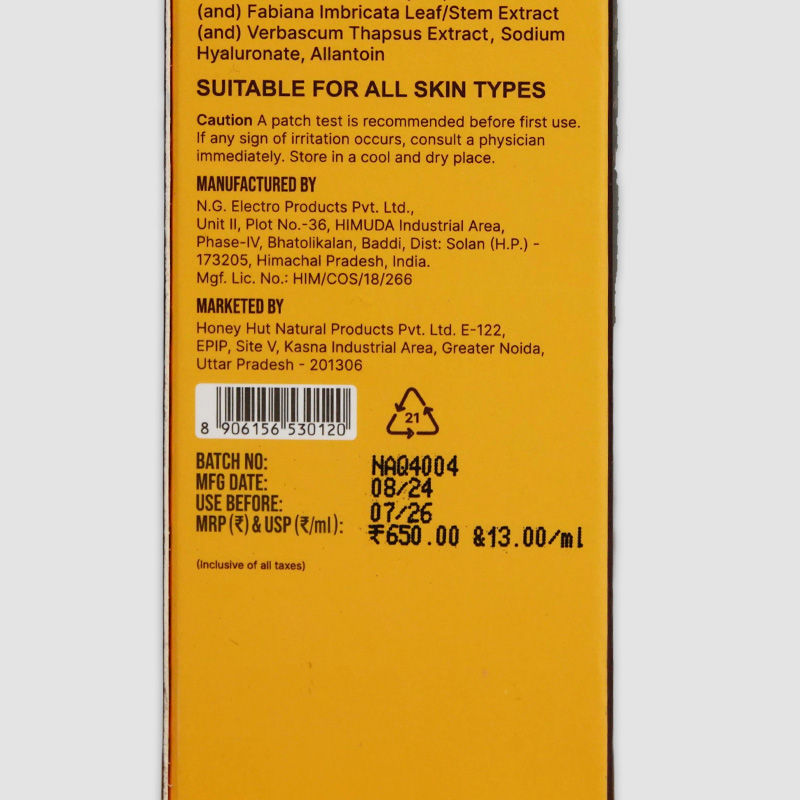 (and) Fabiana Imbricata Leaf/Stem Extract
(and) Verbascum Thapsus Extract, Sodium
Hyaluronate, Allantoin
SUITABLE FOR ALL SKIN TYPES
Caution A patch test is recommended before first use.
If any sign of irritation occurs, consult a physician
immediately. Store in a cool and dry place.
MANUFACTURED BY
N.G. Electro Products Pvt. Ltd.,
Unit II, Plot No.-36, HIMUDA Industrial Area,
Phase-IV, Bhatolikalan, Baddi, Dist: Solan (H.P.) -
173205, Himachal Pradesh, India.
Mgf. Lic. No.: HIM/COS/18/266
MARKETED BY
Honey Hut Natural Products Pvt. Ltd. E-122,
EPIP, Site V, Kasna Industrial Area, Greater Noida,
Uttar Pradesh - 201306
8 906156 530120
21
BATCH NO: NAQ4004
MFG DATE: 08/24
USE BEFORE: 07/26
MRP (₹) & USP (₹/ml): ₹650.00 &13.00/ml
(Inclusive of all taxes)